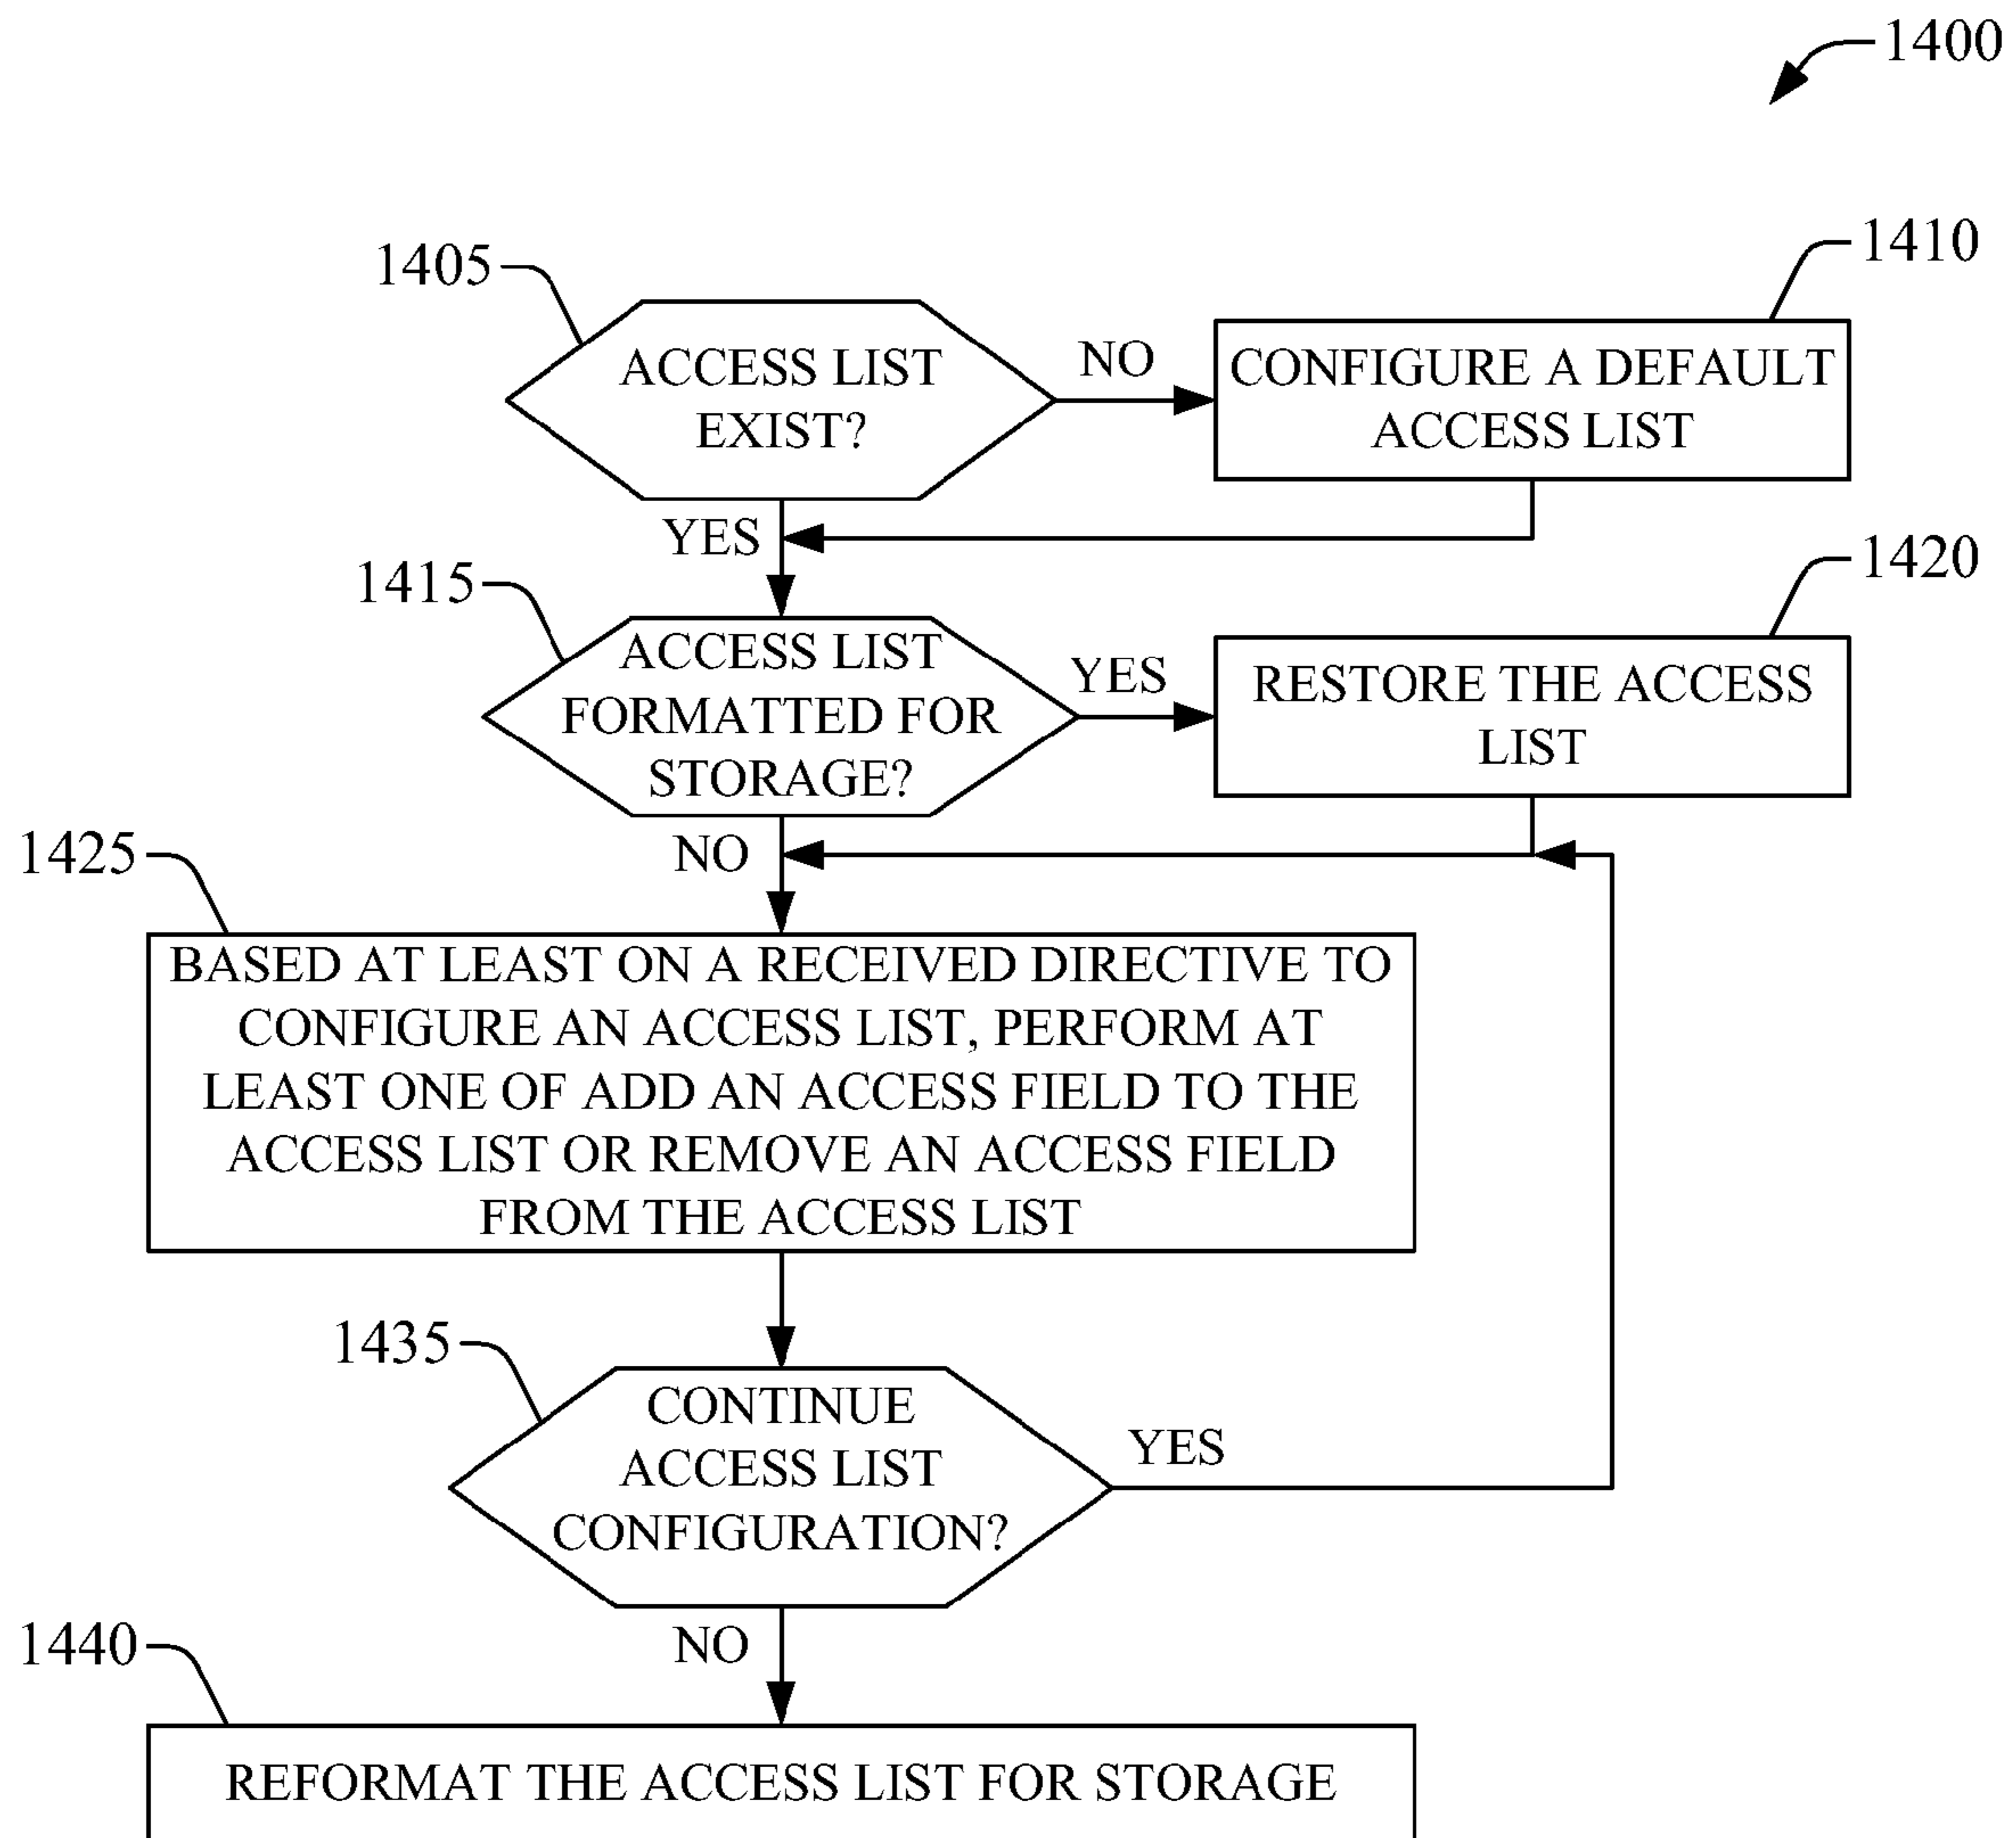 1400
1405
1410
ACCESS LIST
EXIST?
NO
CONFIGURE A DEFAULT
ACCESS LIST
YES
1415
1420
ACCESS LIST
FORMATTED FOR
STORAGE?
YES
RESTORE THE ACCESS
LIST
NO
1425
BASED AT LEAST ON A RECEIVED DIRECTIVE TO
CONFIGURE AN ACCESS LIST, PERFORM AT
LEAST ONE OF ADD AN ACCESS FIELD TO THE
ACCESS LIST OR REMOVE AN ACCESS FIELD
FROM THE ACCESS LIST
1435
CONTINUE
ACCESS LIST
CONFIGURATION?
YES
NO
1440
REFORMAT THE ACCESS LIST FOR STORAGE